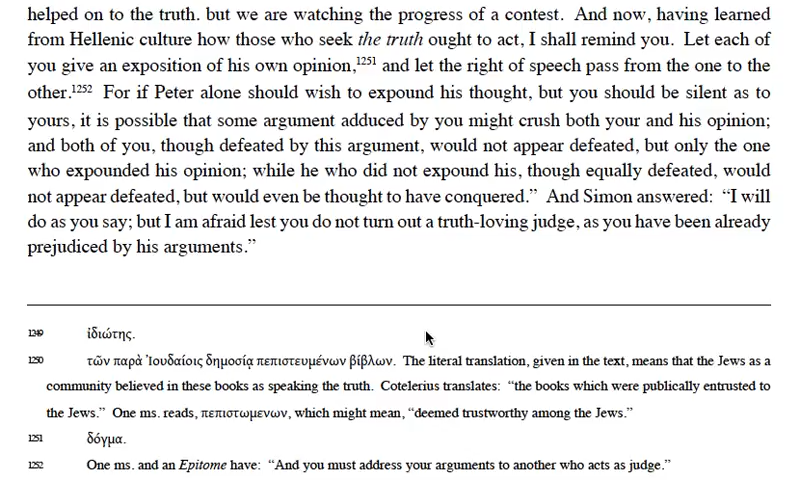 helped on to the truth. but we are watching the progress of a contest. And now, having learned
from Hellenic culture how those who seek the truth ought to act, I shall remind you. Let each of
you give an exposition of his own opinion,1251 and let the right of speech pass from the one to the
other.1252 For if Peter alone should wish to expound his thought, but you should be silent as to
yours, it is possible that some argument adduced by you might crush both your and his opinion;
and both of you, though defeated by this argument, would not appear defeated, but only the one
who expounded his opinion; while he who did not expound his, though equally defeated, would
not appear defeated, but would even be thought to have conquered.” And Simon answered: “I will
do as you say; but I am afraid lest you do not turn out a truth-loving judge, as you have been already
prejudiced by his arguments.”
1249 ἰδιώτης.
1250 τῶν παρὰ Ἰουδαίοις δημοσίᾳ πεπιστευμένων βίβλων. The literal translation, given in the text, means that the Jews as a
community believed in these books as speaking the truth. Cotelerius translates: “the books which were publically entrusted to
the Jews.” One ms. reads, πεπιστωμενων, which might mean, “deemed trustworthy among the Jews.”
1251 δόγμα.
1252 One ms. and an Epitome have: “And you must address your arguments to another who acts as judge.”